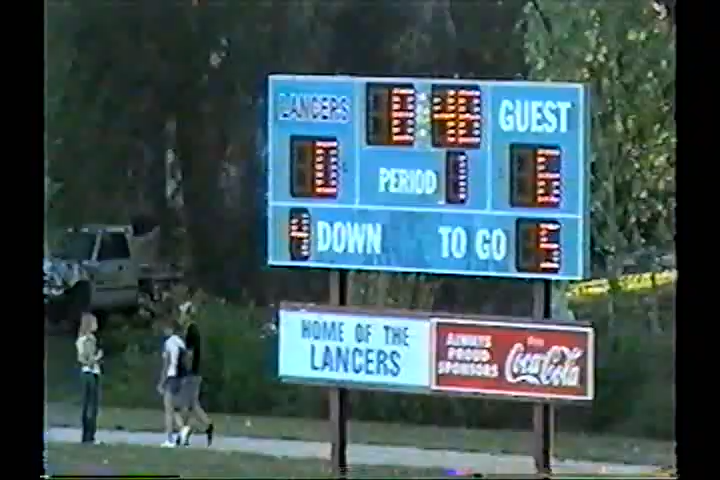 LANCERS
GUEST
PERIOD
DOWN TO GO
HOME OF THE
LANCERS
ALWAYS
PROUD
SPONSORS
Coca-Cola